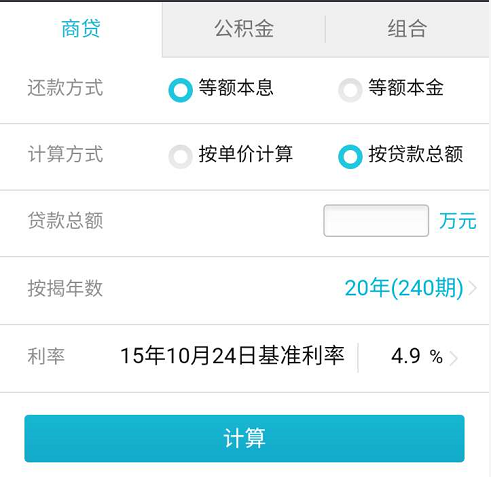 商贷 公积金 组合
还款方式 等额本息 等额本金
计算方式 按单价计算 按贷款总额
贷款总额 万元
按揭年数 20年(240期)
利率 15年10月24日基准利率 4.9 %
计算